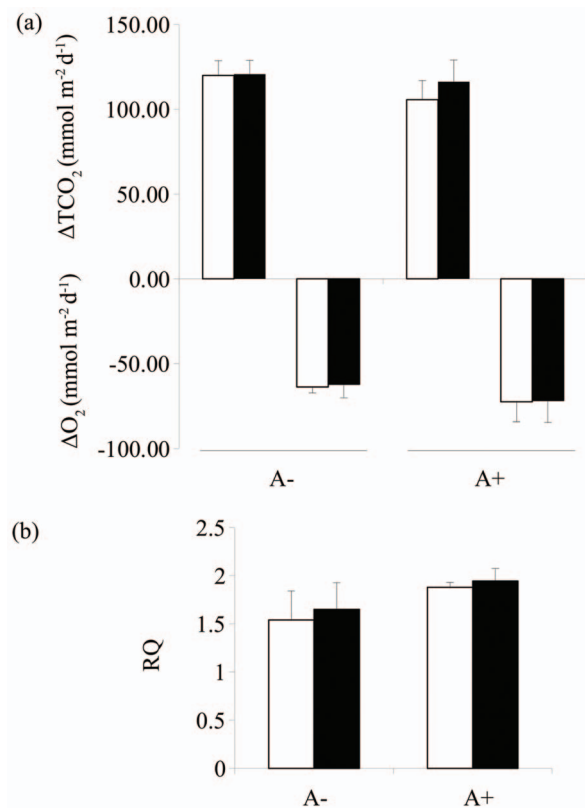 (a)
ΔTCO₂ (mmol m⁻² d⁻¹)
ΔO₂ (mmol m⁻² d⁻¹)
150.00
100.00
50.00
0.00
-50.00
-100.00
A- A+
(b)
RQ
2.5
2
1.5
1
0.5
0
A- A+